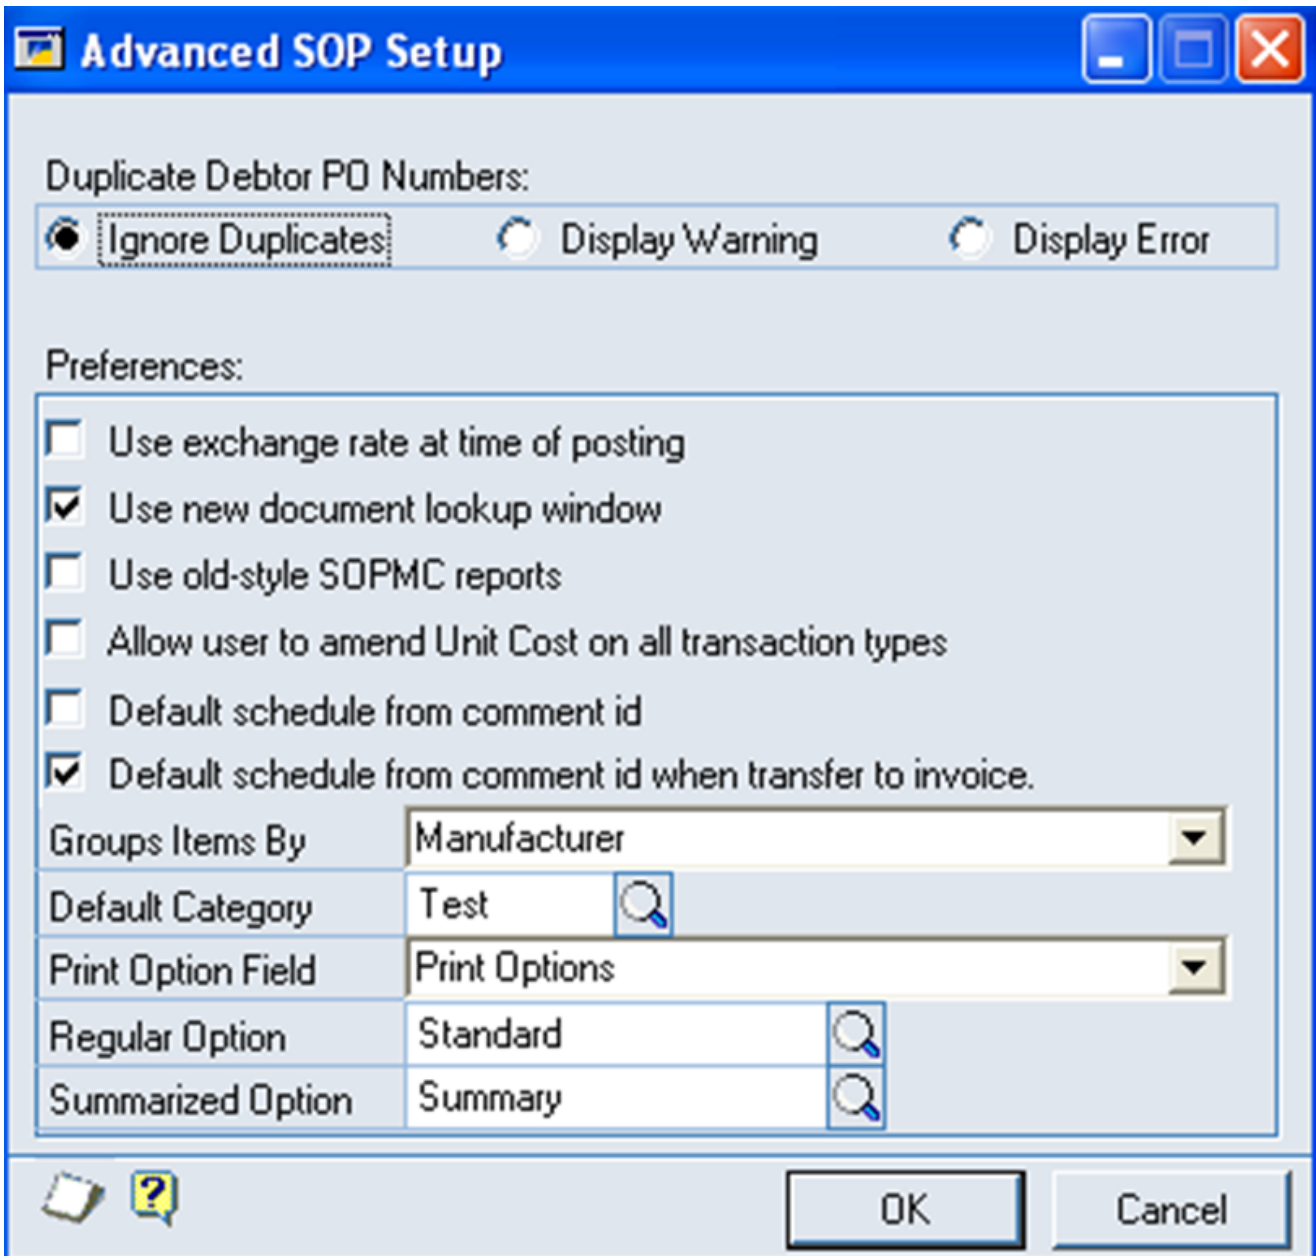 Advanced SOP Setup
Duplicate Debtor PO Numbers:
Ignore Duplicates Display Warning Display Error
Preferences:
Use exchange rate at time of posting
Use new document lookup window
Use old-style SOPMC reports
Allow user to amend Unit Cost on all transaction types
Default schedule from comment id
Default schedule from comment id when transfer to invoice.
Groups Items By Manufacturer
Default Category Test
Print Option Field Print Options
Regular Option Standard
Summarized Option Summary
? OK Cancel